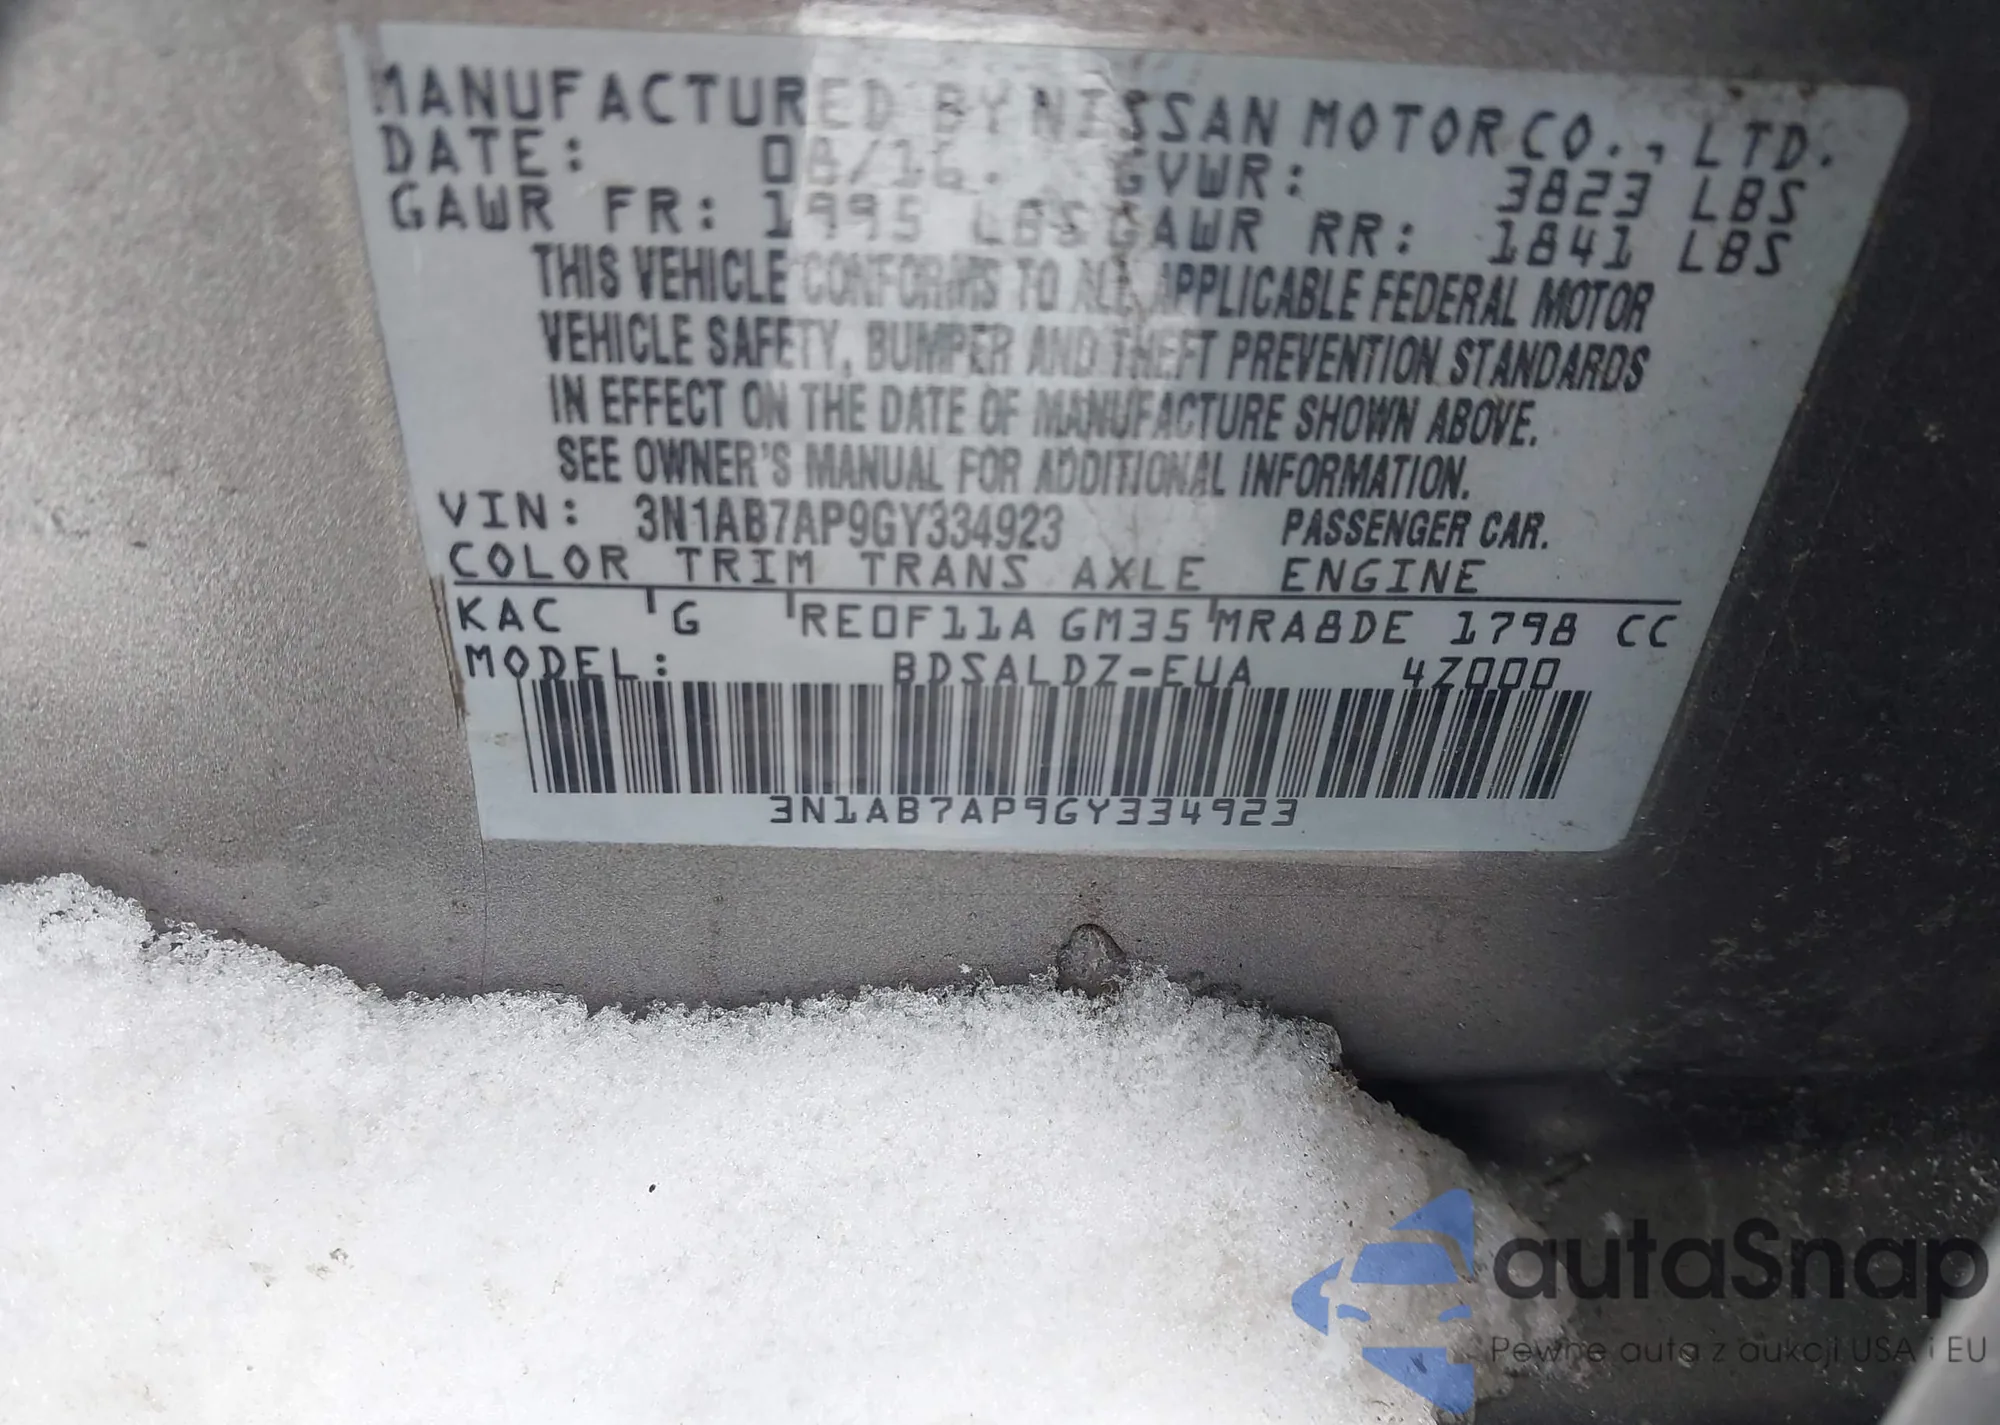 MANUFACTURED BY NISSAN MOTOR CO., LTD.
DATE: 08/16. GVWR: 3823 LBS
GAWR FR: 1995 LBS GAWR RR: 1841 LBS
THIS VEHICLE CONFORMS TO ALL APPLICABLE FEDERAL MOTOR
VEHICLE SAFETY, BUMPER AND THEFT PREVENTION STANDARDS
IN EFFECT ON THE DATE OF MANUFACTURE SHOWN ABOVE.
SEE OWNER'S MANUAL FOR ADDITIONAL INFORMATION.
VIN: 3N1AB7AP9GY334923 PASSENGER CAR.
COLOR TRIM TRANS AXLE ENGINE
KAC G RE0F11A GM35 MRA8DE 1798 CC
MODEL: BDSALDZ-EUA 4Z000
3N1AB7AP9GY334923
autaSnap
Pewne auta z aukcji USA i EU